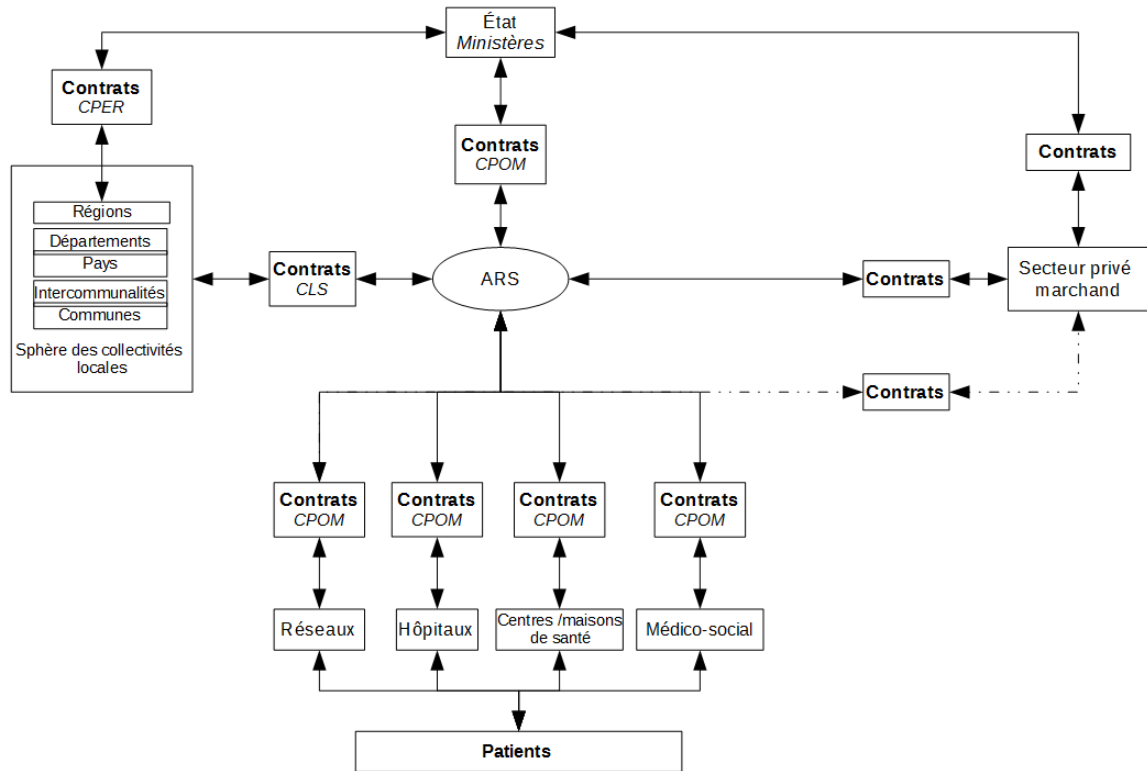 État
Ministères
Contrats
CPER
Contrats
CPOM
Contrats
Régions
Départements
Pays
Intercommunalités
Communes
Sphère des collectivités
locales
Contrats
CLS
ARS
Contrats
Secteur privé
marchand
Contrats
Contrats
CPOM
Contrats
CPOM
Contrats
CPOM
Contrats
CPOM
Réseaux
Hôpitaux
Centres /maisons
de santé
Médico-social
Patients